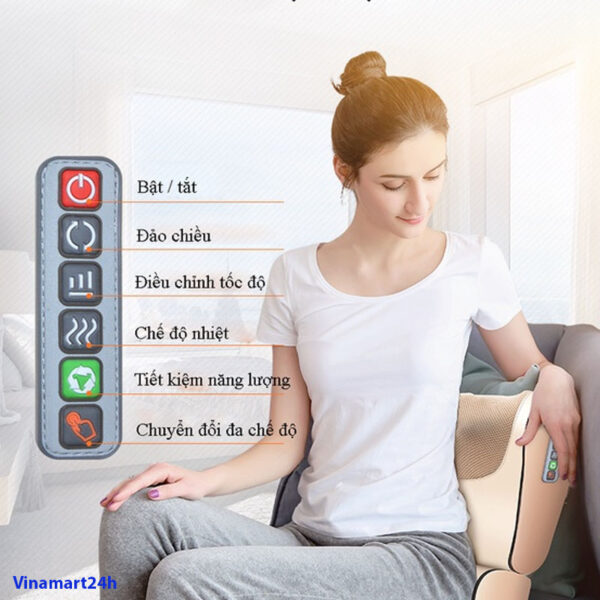 Bật / tắt
Đảo chiều
Điều chỉnh tốc độ
Chế độ nhiệt
Tiết kiệm năng lượng
Chuyển đổi đa chế độ
Vinamart24h